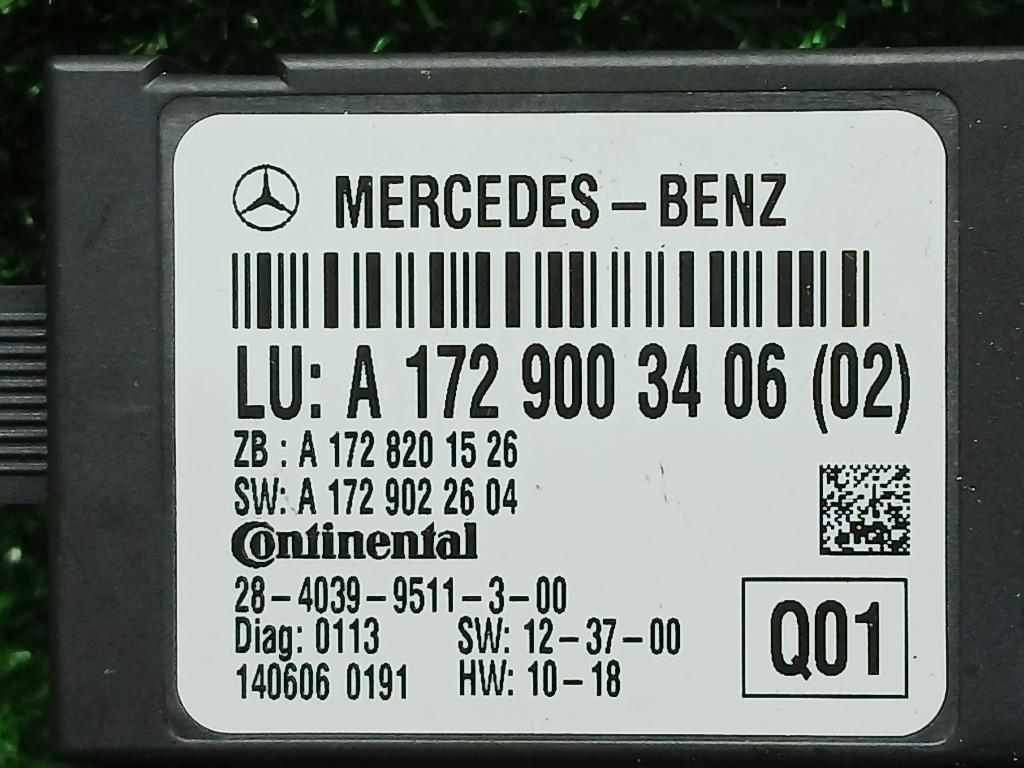 MERCEDES-BENZ
LU: A 172 900 34 06 (02)
ZB : A 172 820 15 26
SW: A 172 902 26 04
Continental
28-4039-9511-3-00
Diag: 0113 SW: 12-37-00
140606 0191 HW: 10-18
Q01